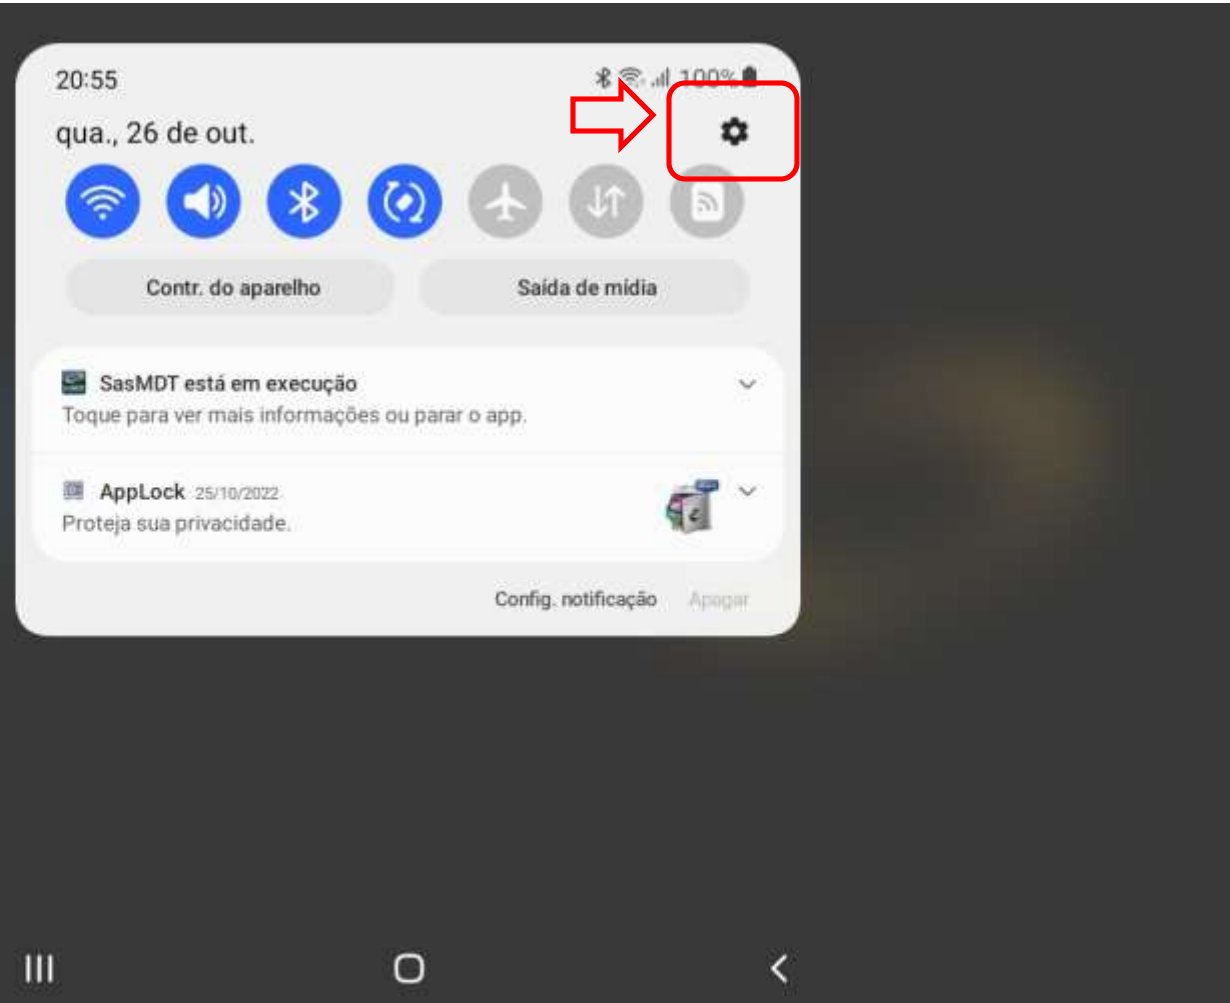 20:55
100%
qua., 26 de out.
Contr. do aparelho
Saída de mídia
SasMDT está em execução
Toque para ver mais informações ou parar o app.
AppLock 25/10/2022
Proteja sua privacidade.
Config. notificação
Apagar